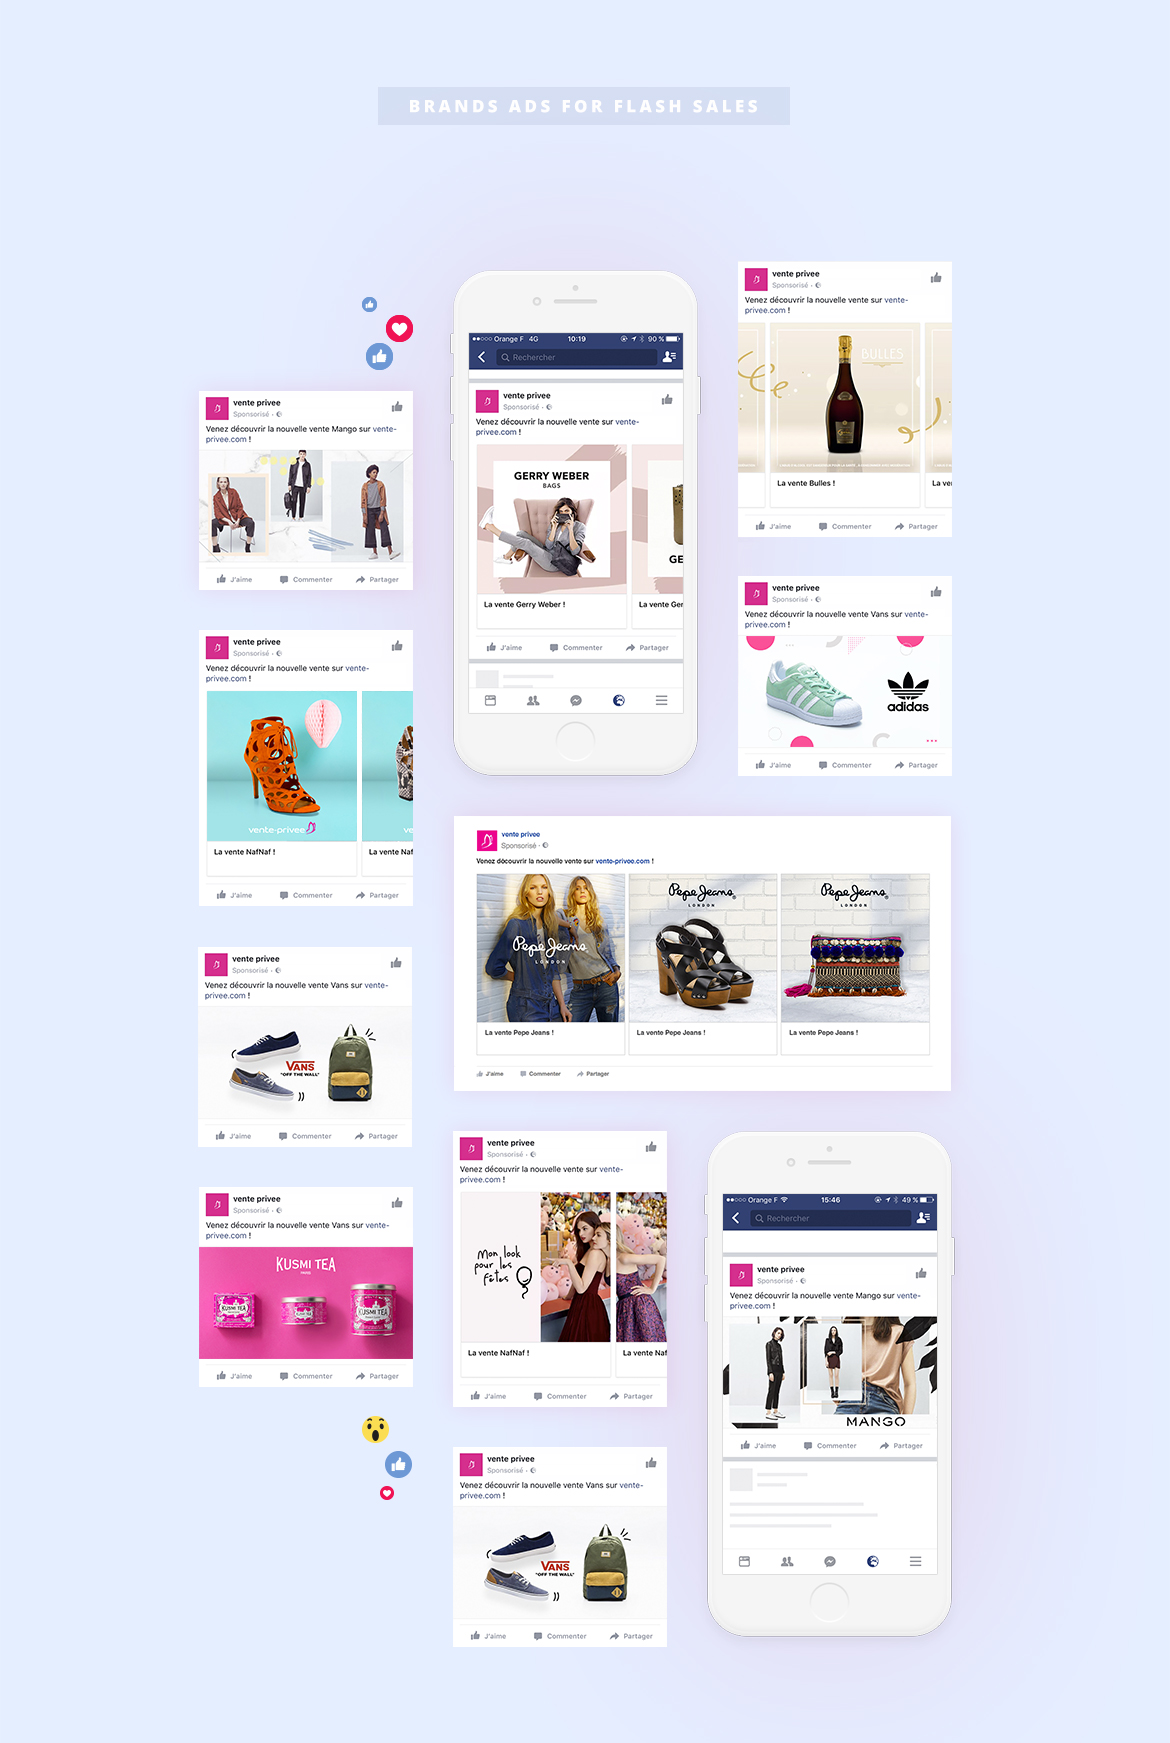 BRANDS ADS FOR FLASH SALES
vente privee
Sponsorisé
Venez découvrir la nouvelle vente Mango sur vente-
privee.com !
J'aime Commenter Partager
vente privee
Sponsorisé
Venez découvrir la nouvelle vente sur vente-
privee.com !
vente-privee
ve
La vente NafNaf !
La vente Naf
J'aime Commenter Partager
vente privee
Sponsorisé
Venez découvrir la nouvelle vente Vans sur vente-
privee.com !
VANS
"OFF THE WALL"
J'aime Commenter Partager
vente privee
Sponsorisé
Venez découvrir la nouvelle vente Vans sur vente-
privee.com !
KUSMI TEA
KUSMI TEA
KUSMI TEA
KUSMI TEA
J'aime Commenter Partager
Orange F 4G 10:19 90 %
Rechercher
vente privee
Sponsorisé
Venez découvrir la nouvelle vente sur vente-
privee.com !
GERRY WEBER
BAGS
GE
La vente Gerry Weber !
La vente Ger
J'aime Commenter Partager
vente privee
Sponsorisé
Venez découvrir la nouvelle vente sur vente-
privee.com !
BULLES
La vente Bulles !
La ve
J'aime Commenter Partager
vente privee
Sponsorisé
Venez découvrir la nouvelle vente Vans sur vente-
privee.com !
adidas
J'aime Commenter Partager
vente privee
Sponsorisé
Venez découvrir la nouvelle vente sur vente-privee.com !
Pepe Jeans
LONDON
Pepe Jeans
LONDON
Pepe Jeans
LONDON
La vente Pepe Jeans !
La vente Pepe Jeans !
La vente Pepe Jeans !
J'aime Commenter Partager
vente privee
Sponsorisé
Venez découvrir la nouvelle vente sur vente-
privee.com !
Mon look
pour les
fêtes
La vente NafNaf !
La vente Naf
J'aime Commenter Partager
vente privee
Sponsorisé
Venez découvrir la nouvelle vente Vans sur vente-
privee.com !
VANS
"OFF THE WALL"
J'aime Commenter Partager
Orange F 15:46 49 %
Rechercher
vente privee
Sponsorisé
Venez découvrir la nouvelle vente Mango sur vente-
privee.com !
MANGO
J'aime Commenter Partager